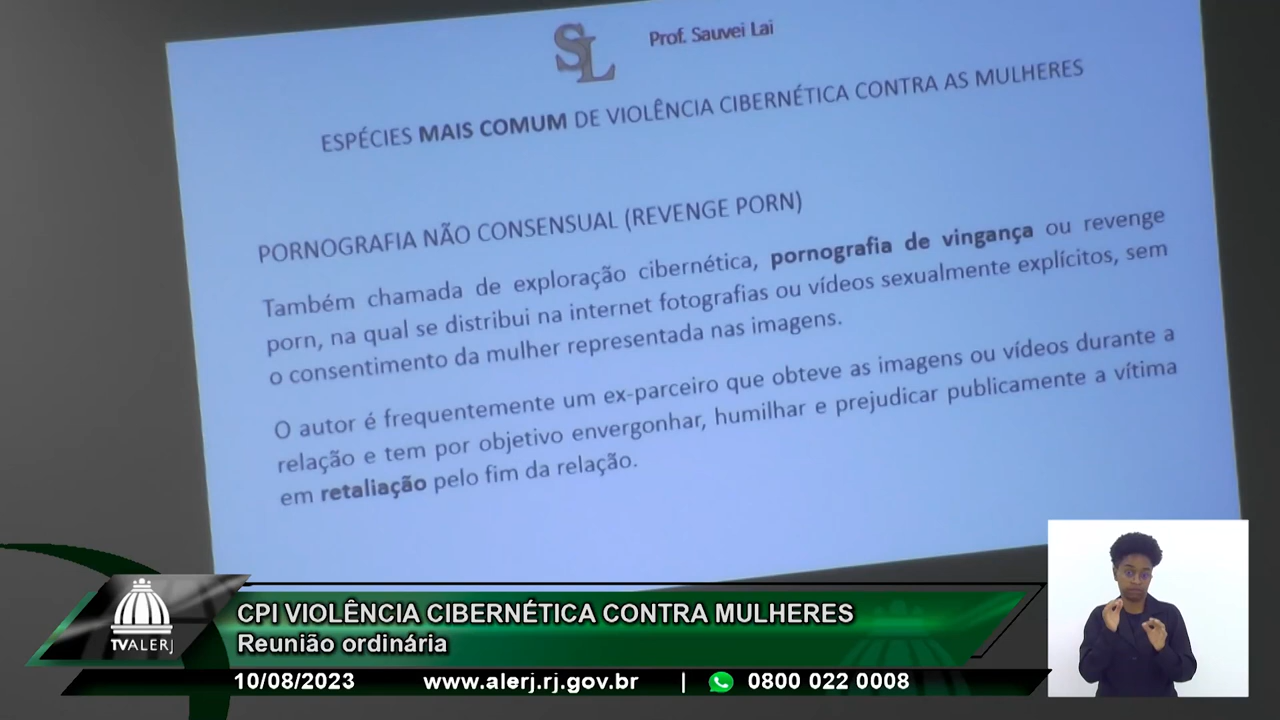 SL
Prof. Sauvei Lai
ESPÉCIES MAIS COMUM DE VIOLÊNCIA CIBERNÉTICA CONTRA AS MULHERES
PORNOGRAFIA NÃO CONSENSUAL (REVENGE PORN)
Também chamada de exploração cibernética, pornografia de vingança ou revenge
porn, na qual se distribui na internet fotografias ou vídeos sexualmente explícitos, sem
o consentimento da mulher representada nas imagens.
O autor é frequentemente um ex-parceiro que obteve as imagens ou vídeos durante a
relação e tem por objetivo envergonhar, humilhar e prejudicar publicamente a vítima
em retaliação pelo fim da relação.
CPI VIOLÊNCIA CIBERNÉTICA CONTRA MULHERES
Reunião ordinária
TVALERJ
10/08/2023 www.alerj.rj.gov.br | 0800 022 0008